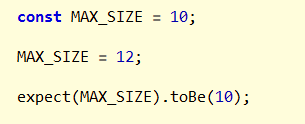 const MAX_SIZE = 10;
MAX_SIZE = 12;
expect(MAX_SIZE).toBe(10);